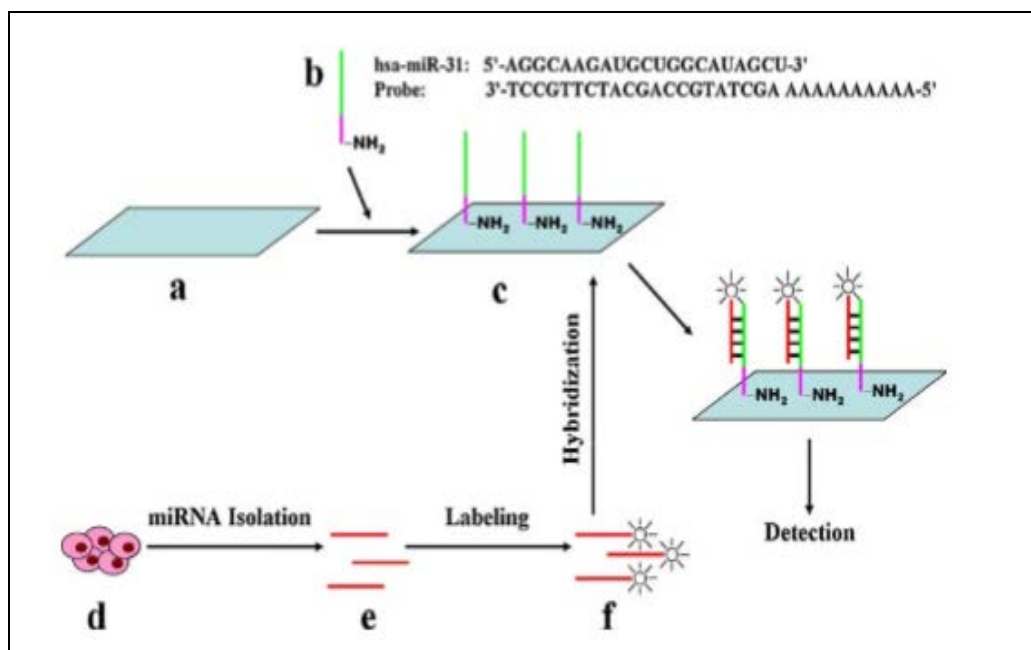 b
hsa-miR-31: 5'-AGGCAAGAUGCUGGCAUAGCU-3'
Probe: 3'-TCCGTTCTACGACCGTATCGA AAAAAAAAAA-5'
-NH2
-NH2 -NH2 -NH2
a
c
Hybridization
-NH2 -NH2 -NH2
miRNA Isolation
Labeling
Detection
d
e
f